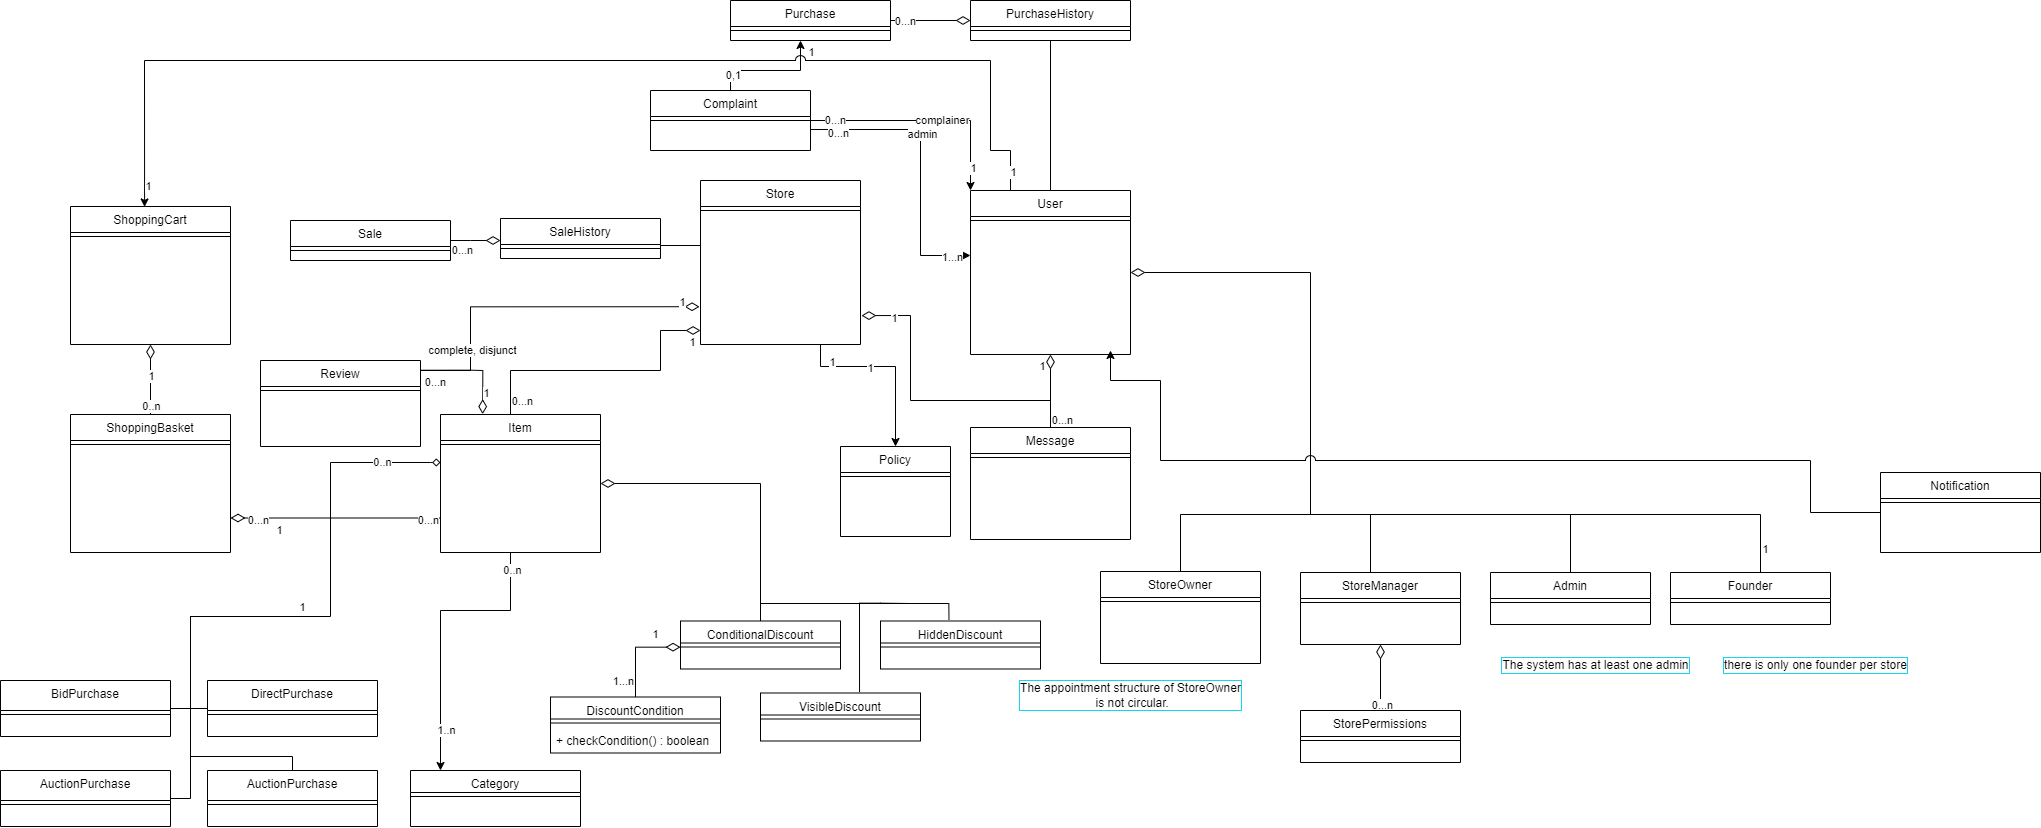 Purchase
0...n
PurchaseHistory
1
0,1
Complaint
0...n
complainer
0...n
admin
1
1
1
Store
User
ShoppingCart
Sale
0...n
SaleHistory
1...n
1
1
1
complete, disjunct
1
1
1
1
Review
0...n
1
0...n
1
0..n
0...n
ShoppingBasket
Item
Message
Policy
0..n
Notification
0...n
1
0...n
1
0..n
StoreOwner
StoreManager
Admin
Founder
1
1
ConditionalDiscount
HiddenDiscount
The system has at least one admin
there is only one founder per store
1...n
BidPurchase
DirectPurchase
DiscountCondition
+ checkCondition() : boolean
VisibleDiscount
The appointment structure of StoreOwner
is not circular.
0...n
StorePermissions
1..n
AuctionPurchase
AuctionPurchase
Category